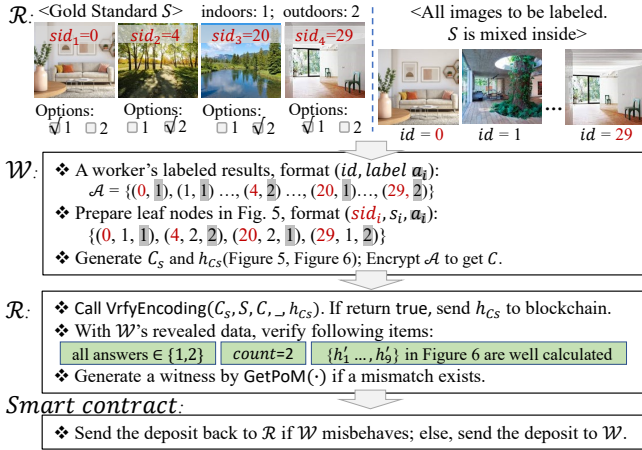 R: <Gold Standard S> indoors: 1; outdoors: 2
<All images to be labeled.
S is mixed inside>
sid₁=0 sid₂=4 sid₃=20 sid₄=29
Options: Options: Options: Options:
☑1 ☐2 ☐1 ☑2 ☐1 ☑2 ☑1 ☐2
...
id = 0 id = 1 id = 29
W:
❖ A worker's labeled results, format (id, label aᵢ):
A = {(0, 1), (1, 1) …, (4, 2) …, (20, 1)…, (29, 2)}
❖ Prepare leaf nodes in Fig. 5, format (sidᵢ, sᵢ, aᵢ):
{(0, 1, 1), (4, 2, 2), (20, 2, 1), (29, 1, 2)}
❖ Generate Cₛ and h_Cs(Figure 5, Figure 6); Encrypt A to get C.
R:
❖ Call VrfyEncoding(Cₛ, S, C, _, h_Cs). If return true, send h_Cs to blockchain.
❖ With W's revealed data, verify following items:
all answers ∈ {1,2} count=2 {h′₁ …, h′₉} in Figure 6 are well calculated
❖ Generate a witness by GetPoM(·) if a mismatch exists.
Smart contract:
❖ Send the deposit back to R if W misbehaves; else, send the deposit to W.